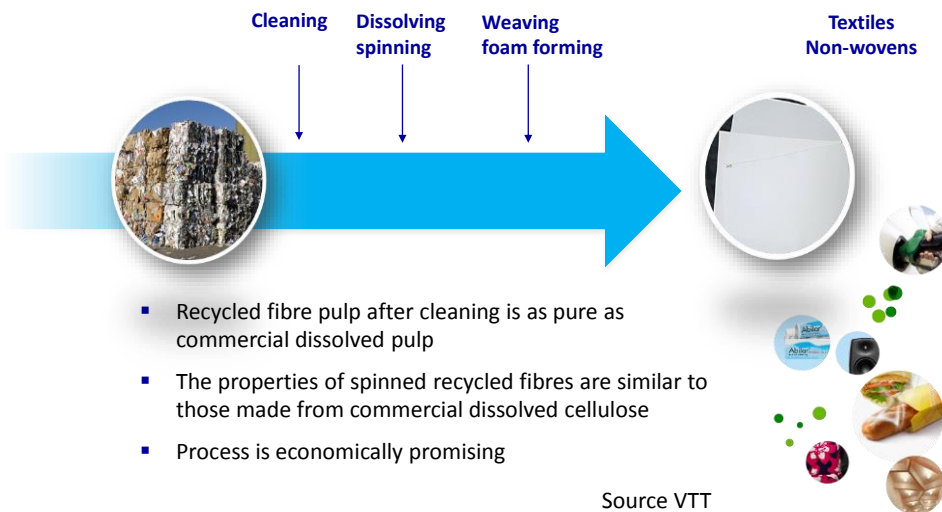 Cleaning
Dissolving
spinning
Weaving
foam forming
Textiles
Non-wovens
Recycled fibre pulp after cleaning is as pure as
commercial dissolved pulp
The properties of spinned recycled fibres are similar to
those made from commercial dissolved cellulose
Process is economically promising
Source VTT
Abilar
Abilar